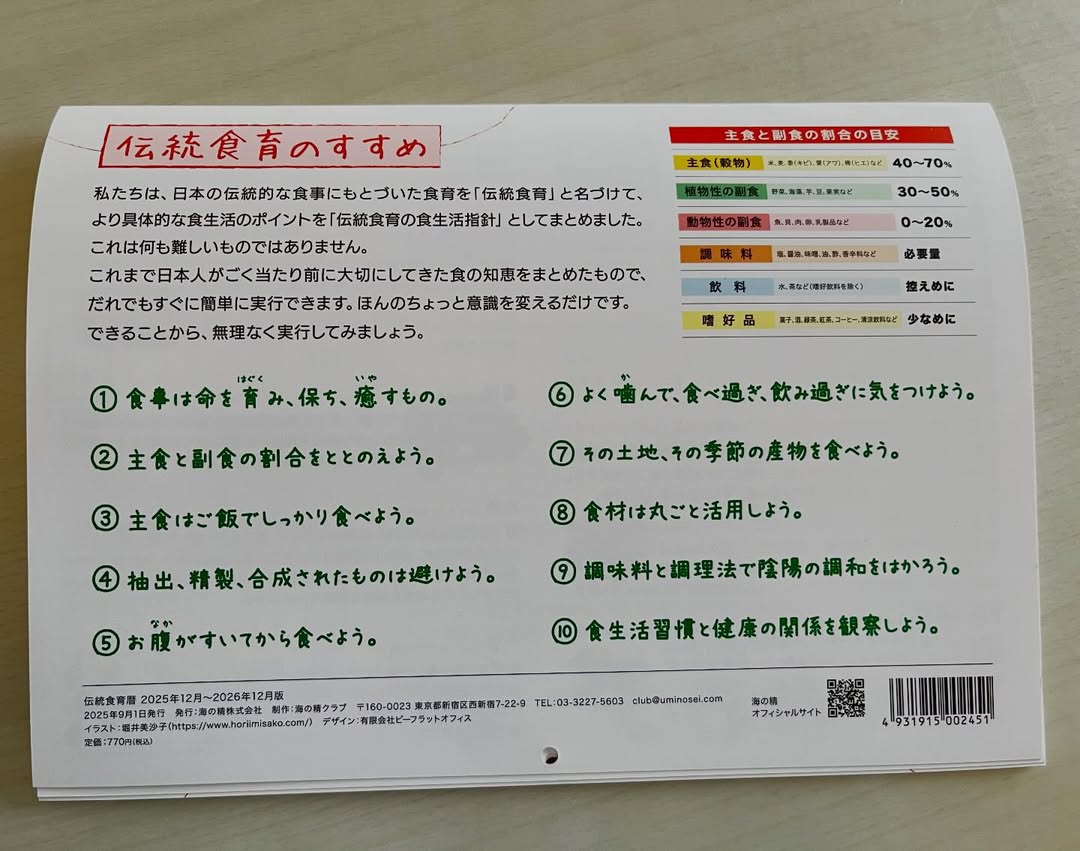 伝統食育のすすめ
私たちは、日本の伝統的な食事にもとづいた食育を「伝統食育」と名づけて、
より具体的な食生活のポイントを「伝統食育の食生活指針」としてまとめました。
これは何も難しいものではありません。
これまで日本人がごく当たり前に大切にしてきた食の知恵をまとめたもので、
だれでもすぐに簡単に実行できます。ほんのちょっと意識を変えるだけです。
できることから、無理なく実行してみましょう。
主食と副食の割合の目安
主食(穀物) 米、麦、黍(キビ)、粟(アワ)、稗(ヒエ)など 40〜70%
植物性の副食 野菜、海藻、芋、豆、果実など 30〜50%
動物性の副食 魚、貝、肉、卵、乳製品など 0〜20%
調味料 塩、醤油、味噌、油、酢、香辛料など 必要量
飲料 水、茶など(嗜好飲料を除く) 控えめに
嗜好品 菓子、酒、緑茶、紅茶、コーヒー、清涼飲料など 少なめに
はぐく いや
① 食事は命を育み、保ち、癒すもの。
② 主食と副食の割合をととのえよう。
③ 主食はご飯でしっかり食べよう。
④ 抽出、精製、合成されたものは避けよう。
なか
⑤ お腹がすいてから食べよう。
か
⑥ よく噛んで、食べ過ぎ、飲み過ぎに気をつけよう。
⑦ その土地、その季節の産物を食べよう。
⑧ 食材は丸ごと活用しよう。
⑨ 調味料と調理法で陰陽の調和をはかろう。
⑩ 食生活習慣と健康の関係を観察しよう。
伝統食育暦 2025年12月〜2026年12月版
2025年9月1日発行 発行:海の精株式会社 制作:海の精クラブ 〒160-0023 東京都新宿区西新宿7-22-9 TEL:03-3227-5603 club@uminosei.com
イラスト:堀井美沙子(https://www.horiimisako.com/) デザイン:有限会社ビーフラットオフィス
定価:770円(税込)
海の精
オフィシャルサイト
4 931915 002451